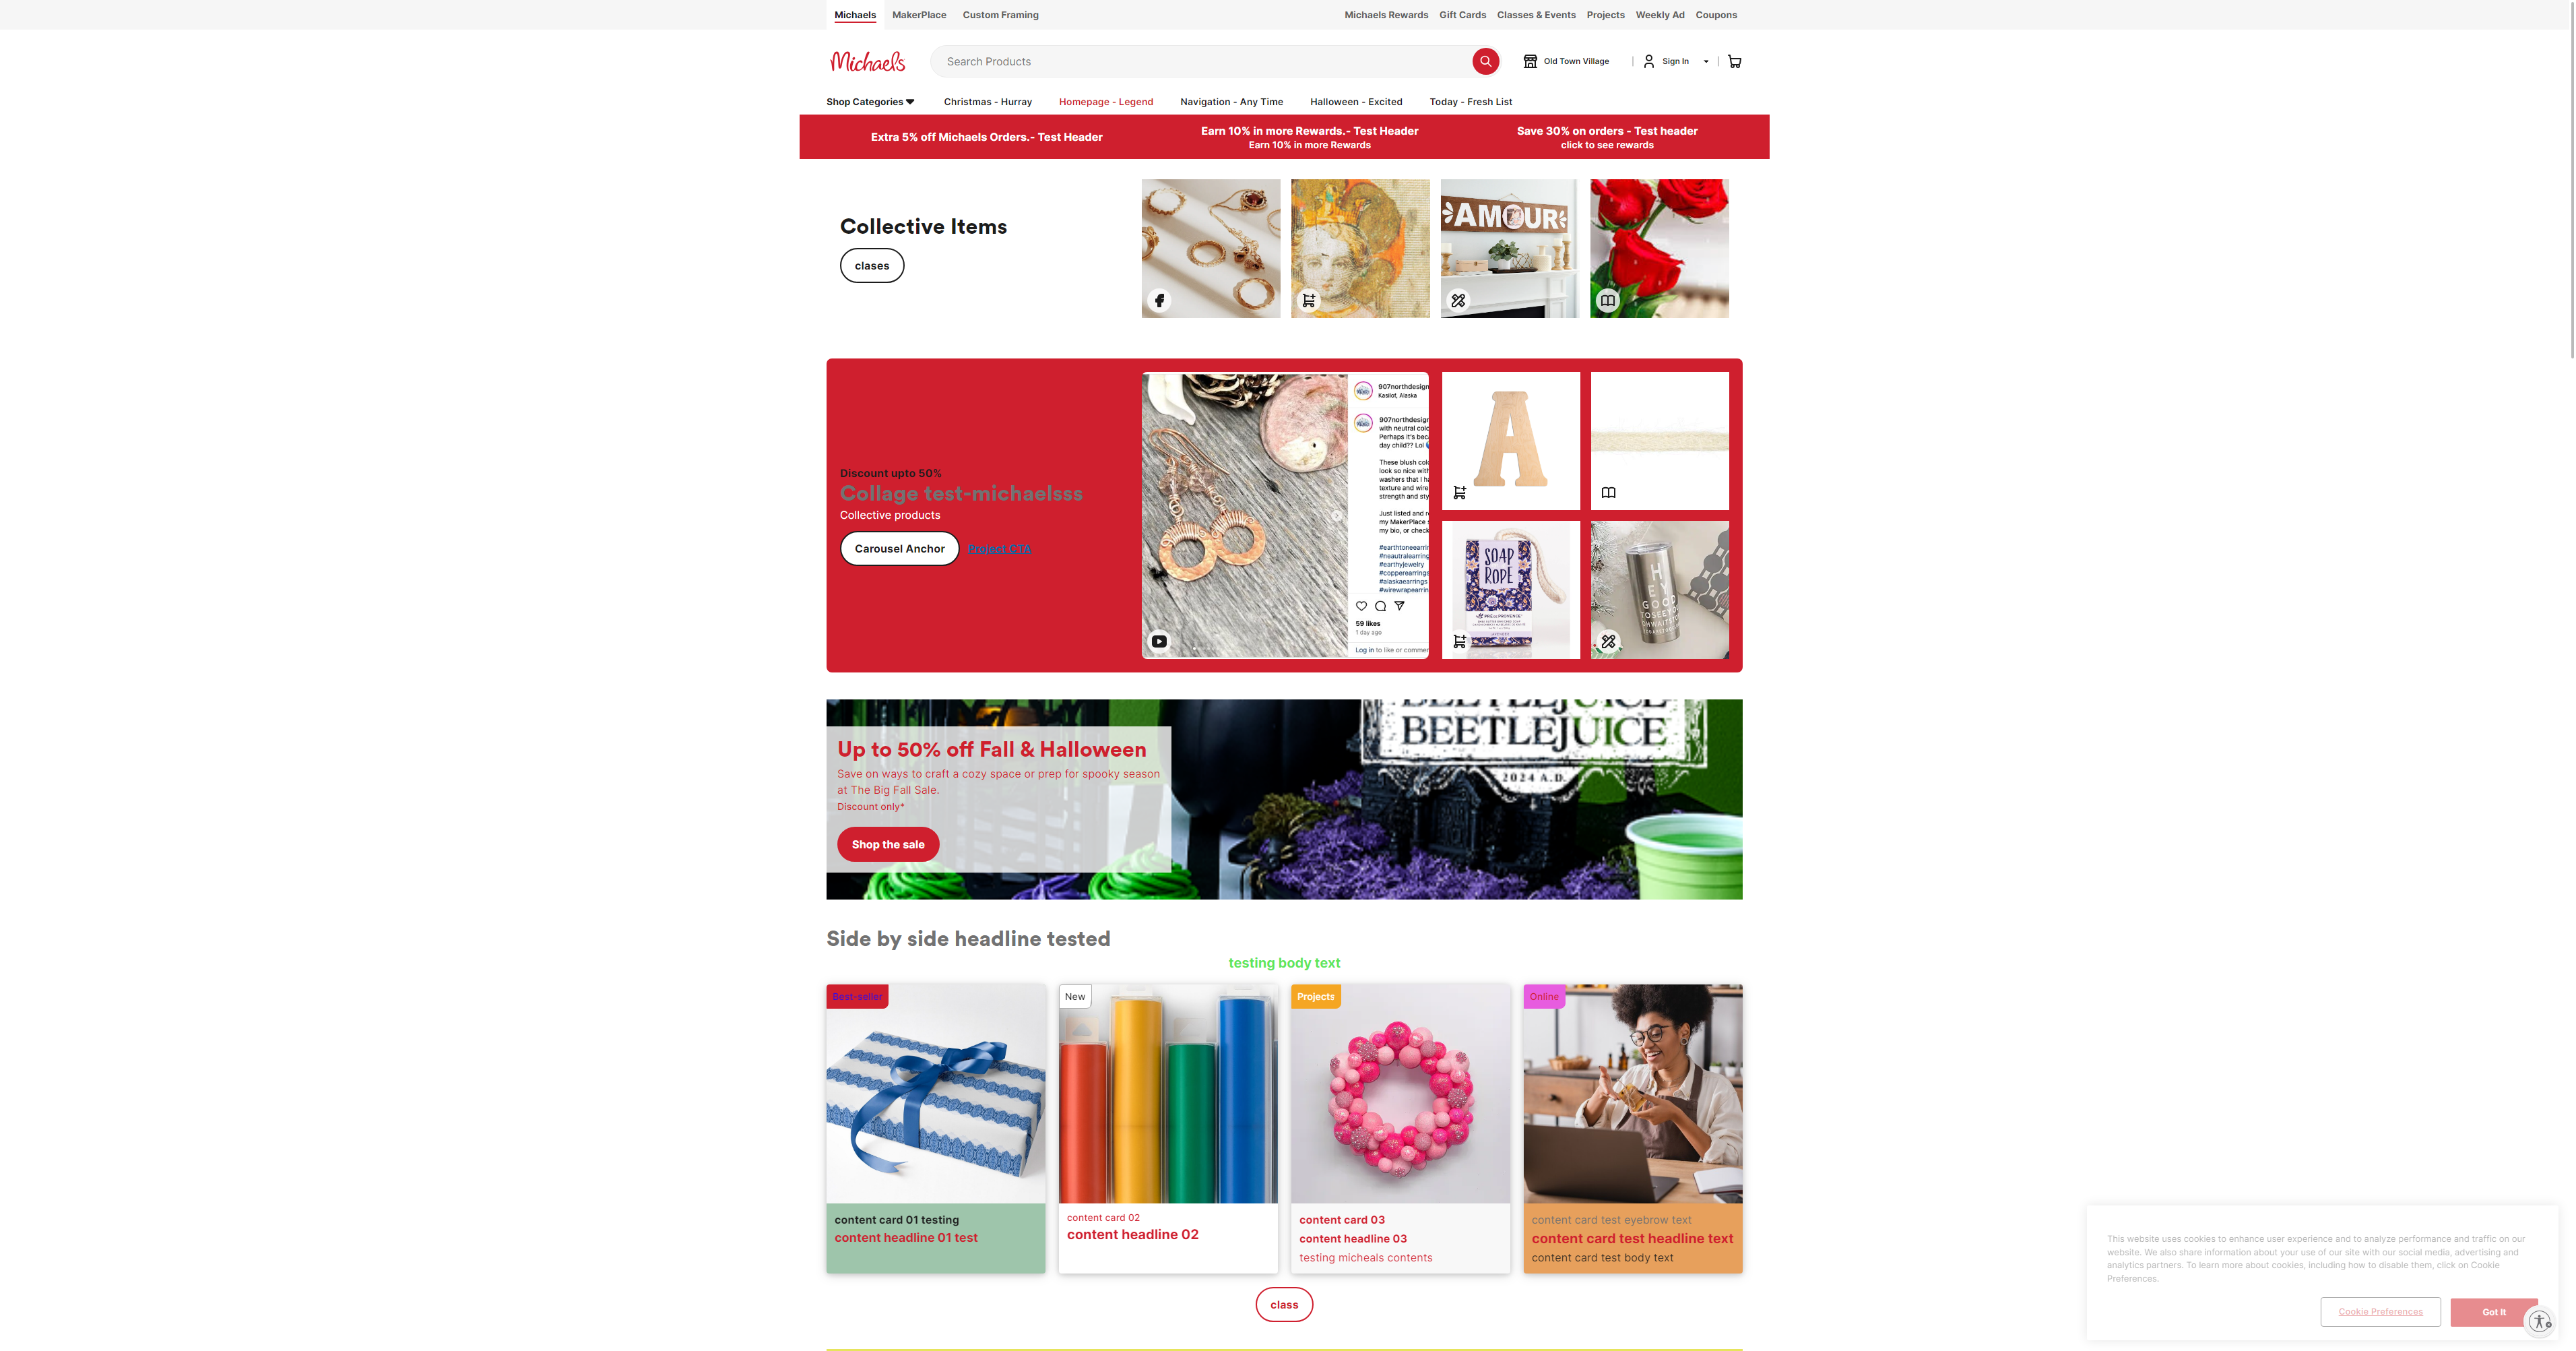 Michaels
MakerPlace
Custom Framing
Michaels Rewards
Gift Cards
Classes & Events
Projects
Weekly Ad
Coupons
Michaels
Search Products
Old Town Village
Sign In
Shop Categories
Christmas - Hurray
Homepage - Legend
Navigation - Any Time
Halloween - Excited
Today - Fresh List
Extra 5% off Michaels Orders.- Test Header
Earn 10% in more Rewards.- Test Header
Earn 10% in more Rewards
Save 30% on orders - Test header
click to see rewards
Collective Items
clases
AMOUR
Discount upto 50%
Collage test-michaelsss
Collective products
Carousel Anchor
Project CTA
907northdesign
Kasilof, Alaska
907northdesign
with neutral colo
Perhaps it's beca
day child?? Lol
These blush colo
look so nice with
washers that I ha
texture and wire
strength and sty
Just listed and re
my MakerPlace s
my bio, or check
#earthtoneearrin
#neautralearring
#earthyjewelry
#copperearrings
#alaskaearrings
#wirewrapearrin
59 likes
1 day ago
Log in to like or commen
A
SOAP
ROPE
H
EY
GOOD
BEETLEJUICE
BEETLEJUICE
2024 A.D.
Up to 50% off Fall & Halloween
Save on ways to craft a cozy space or prep for spooky season
at The Big Fall Sale.
Discount only*
Shop the sale
Side by side headline tested
testing body text
Best-seller
New
Projects
Online
content card 01 testing
content headline 01 test
content card 02
content headline 02
content card 03
content headline 03
testing micheals contents
content card test eyebrow text
content card test headline text
content card test body text
class
This website uses cookies to enhance user experience and to analyze performance and traffic on our
website. We also share information about your use of our site with our social media, advertising and
analytics partners. To learn more about cookies, including how to disable them, click on Cookie
Preferences.
Cookie Preferences
Got It